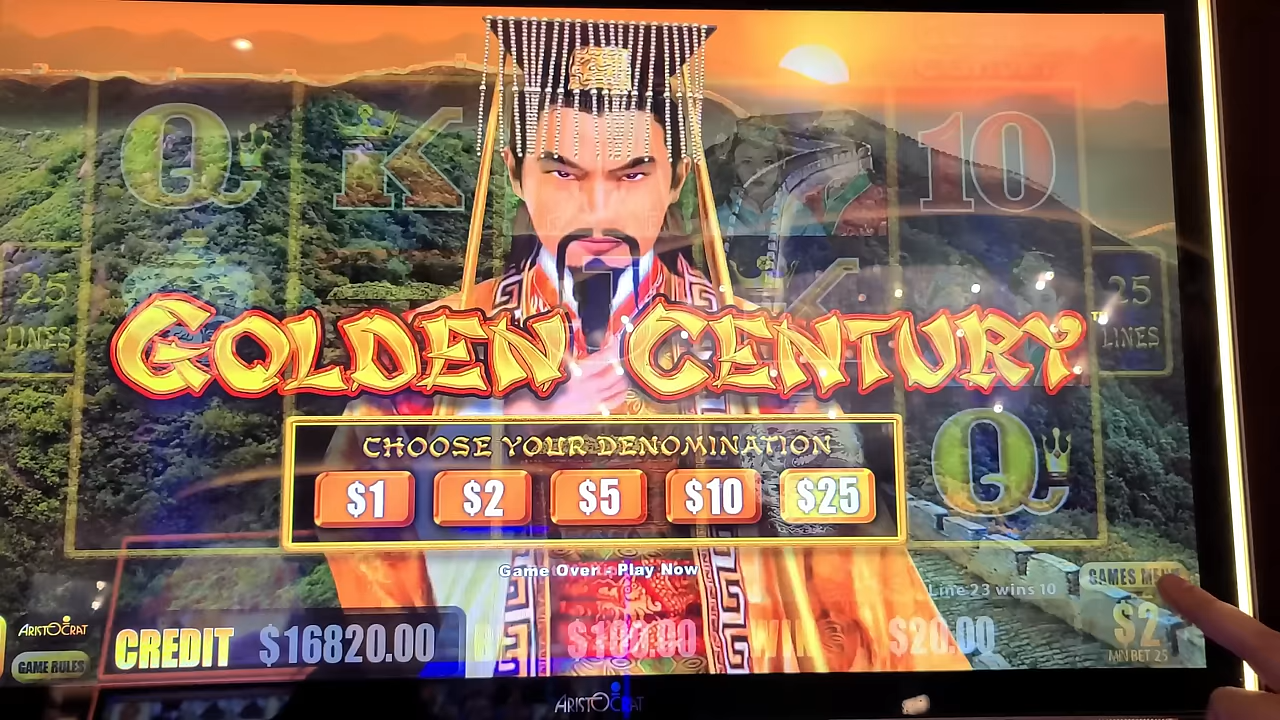 Q K 10
25 LINES
25 LINES
K
GOLDEN CENTURY™
CHOOSE YOUR DENOMINATION
$1 $2 $5 $10 $25
Q
Game Over - Play Now
Line 23 wins 10
GAMES MENU
ARISTOCRAT
GAME RULES
CREDIT $16820.00 $100.00 WIN $20.00
$2
MIN BET 25
ARISTOCRAT